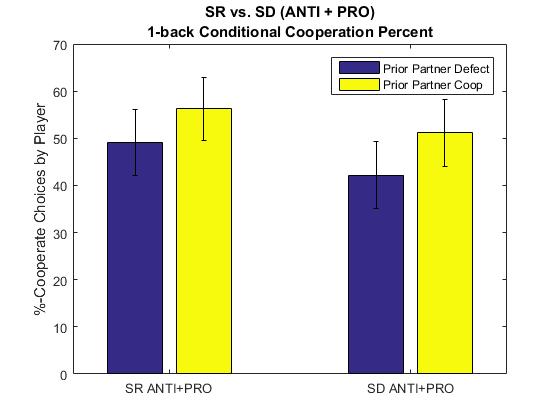 SR vs. SD (ANTI + PRO)
1-back Conditional Cooperation Percent
70
60
50
40
30
20
10
0
%-Cooperate Choices by Player
Prior Partner Defect
Prior Partner Coop
SR ANTI+PRO
SD ANTI+PRO